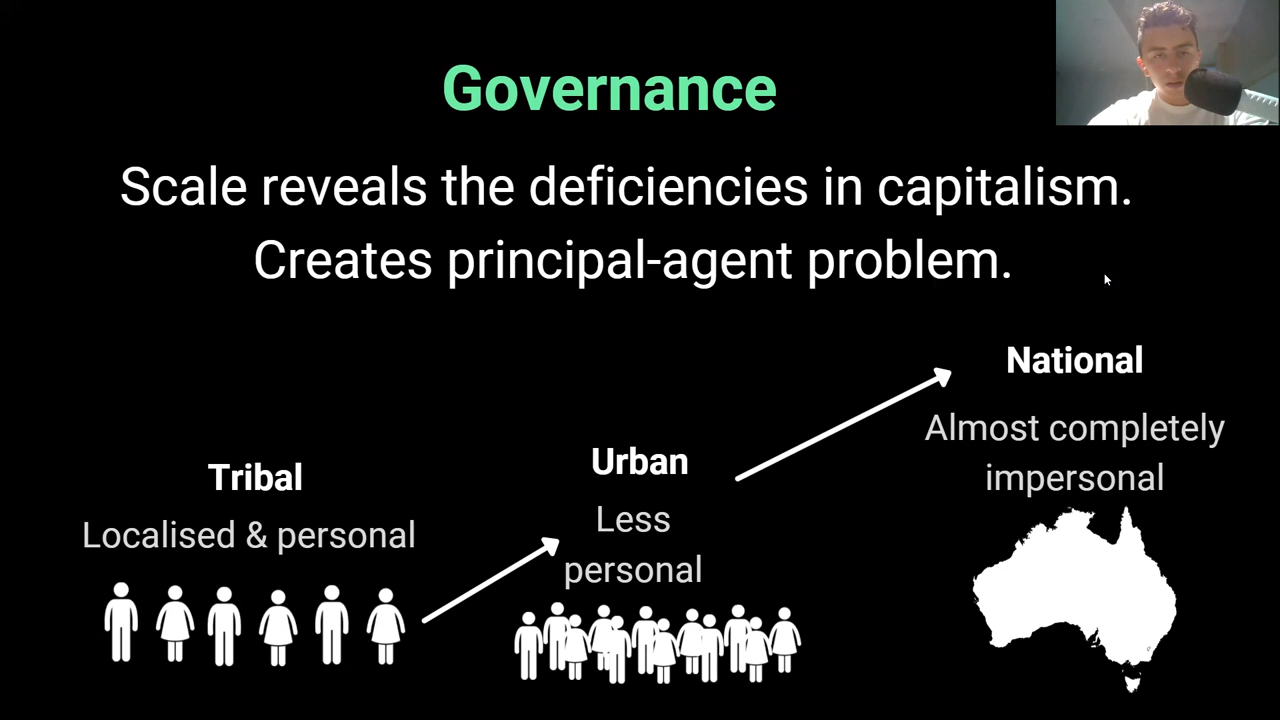 Governance
Scale reveals the deficiencies in capitalism.
Creates principal-agent problem.
Tribal
Localised & personal
Urban
Less
personal
National
Almost completely
impersonal